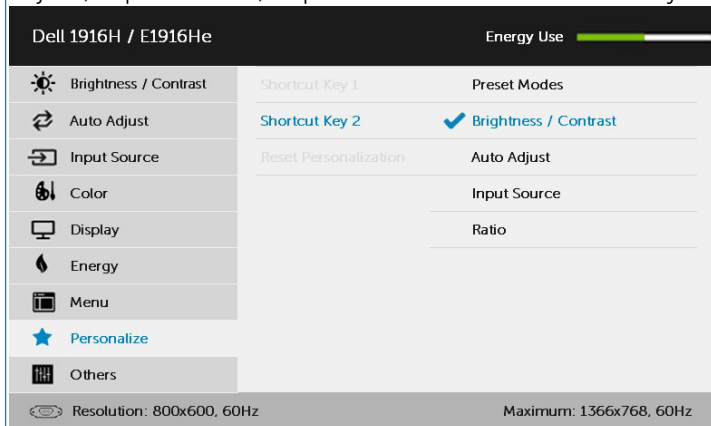 Dell 1916H / E1916He Energy Use
Brightness / Contrast Shortcut Key 1 Preset Modes
Auto Adjust Shortcut Key 2 Brightness / Contrast
Input Source Reset Personalization Auto Adjust
Color Input Source
Display Ratio
Energy
Menu
Personalize
Others
Resolution: 800x600, 60Hz Maximum: 1366x768, 60Hz